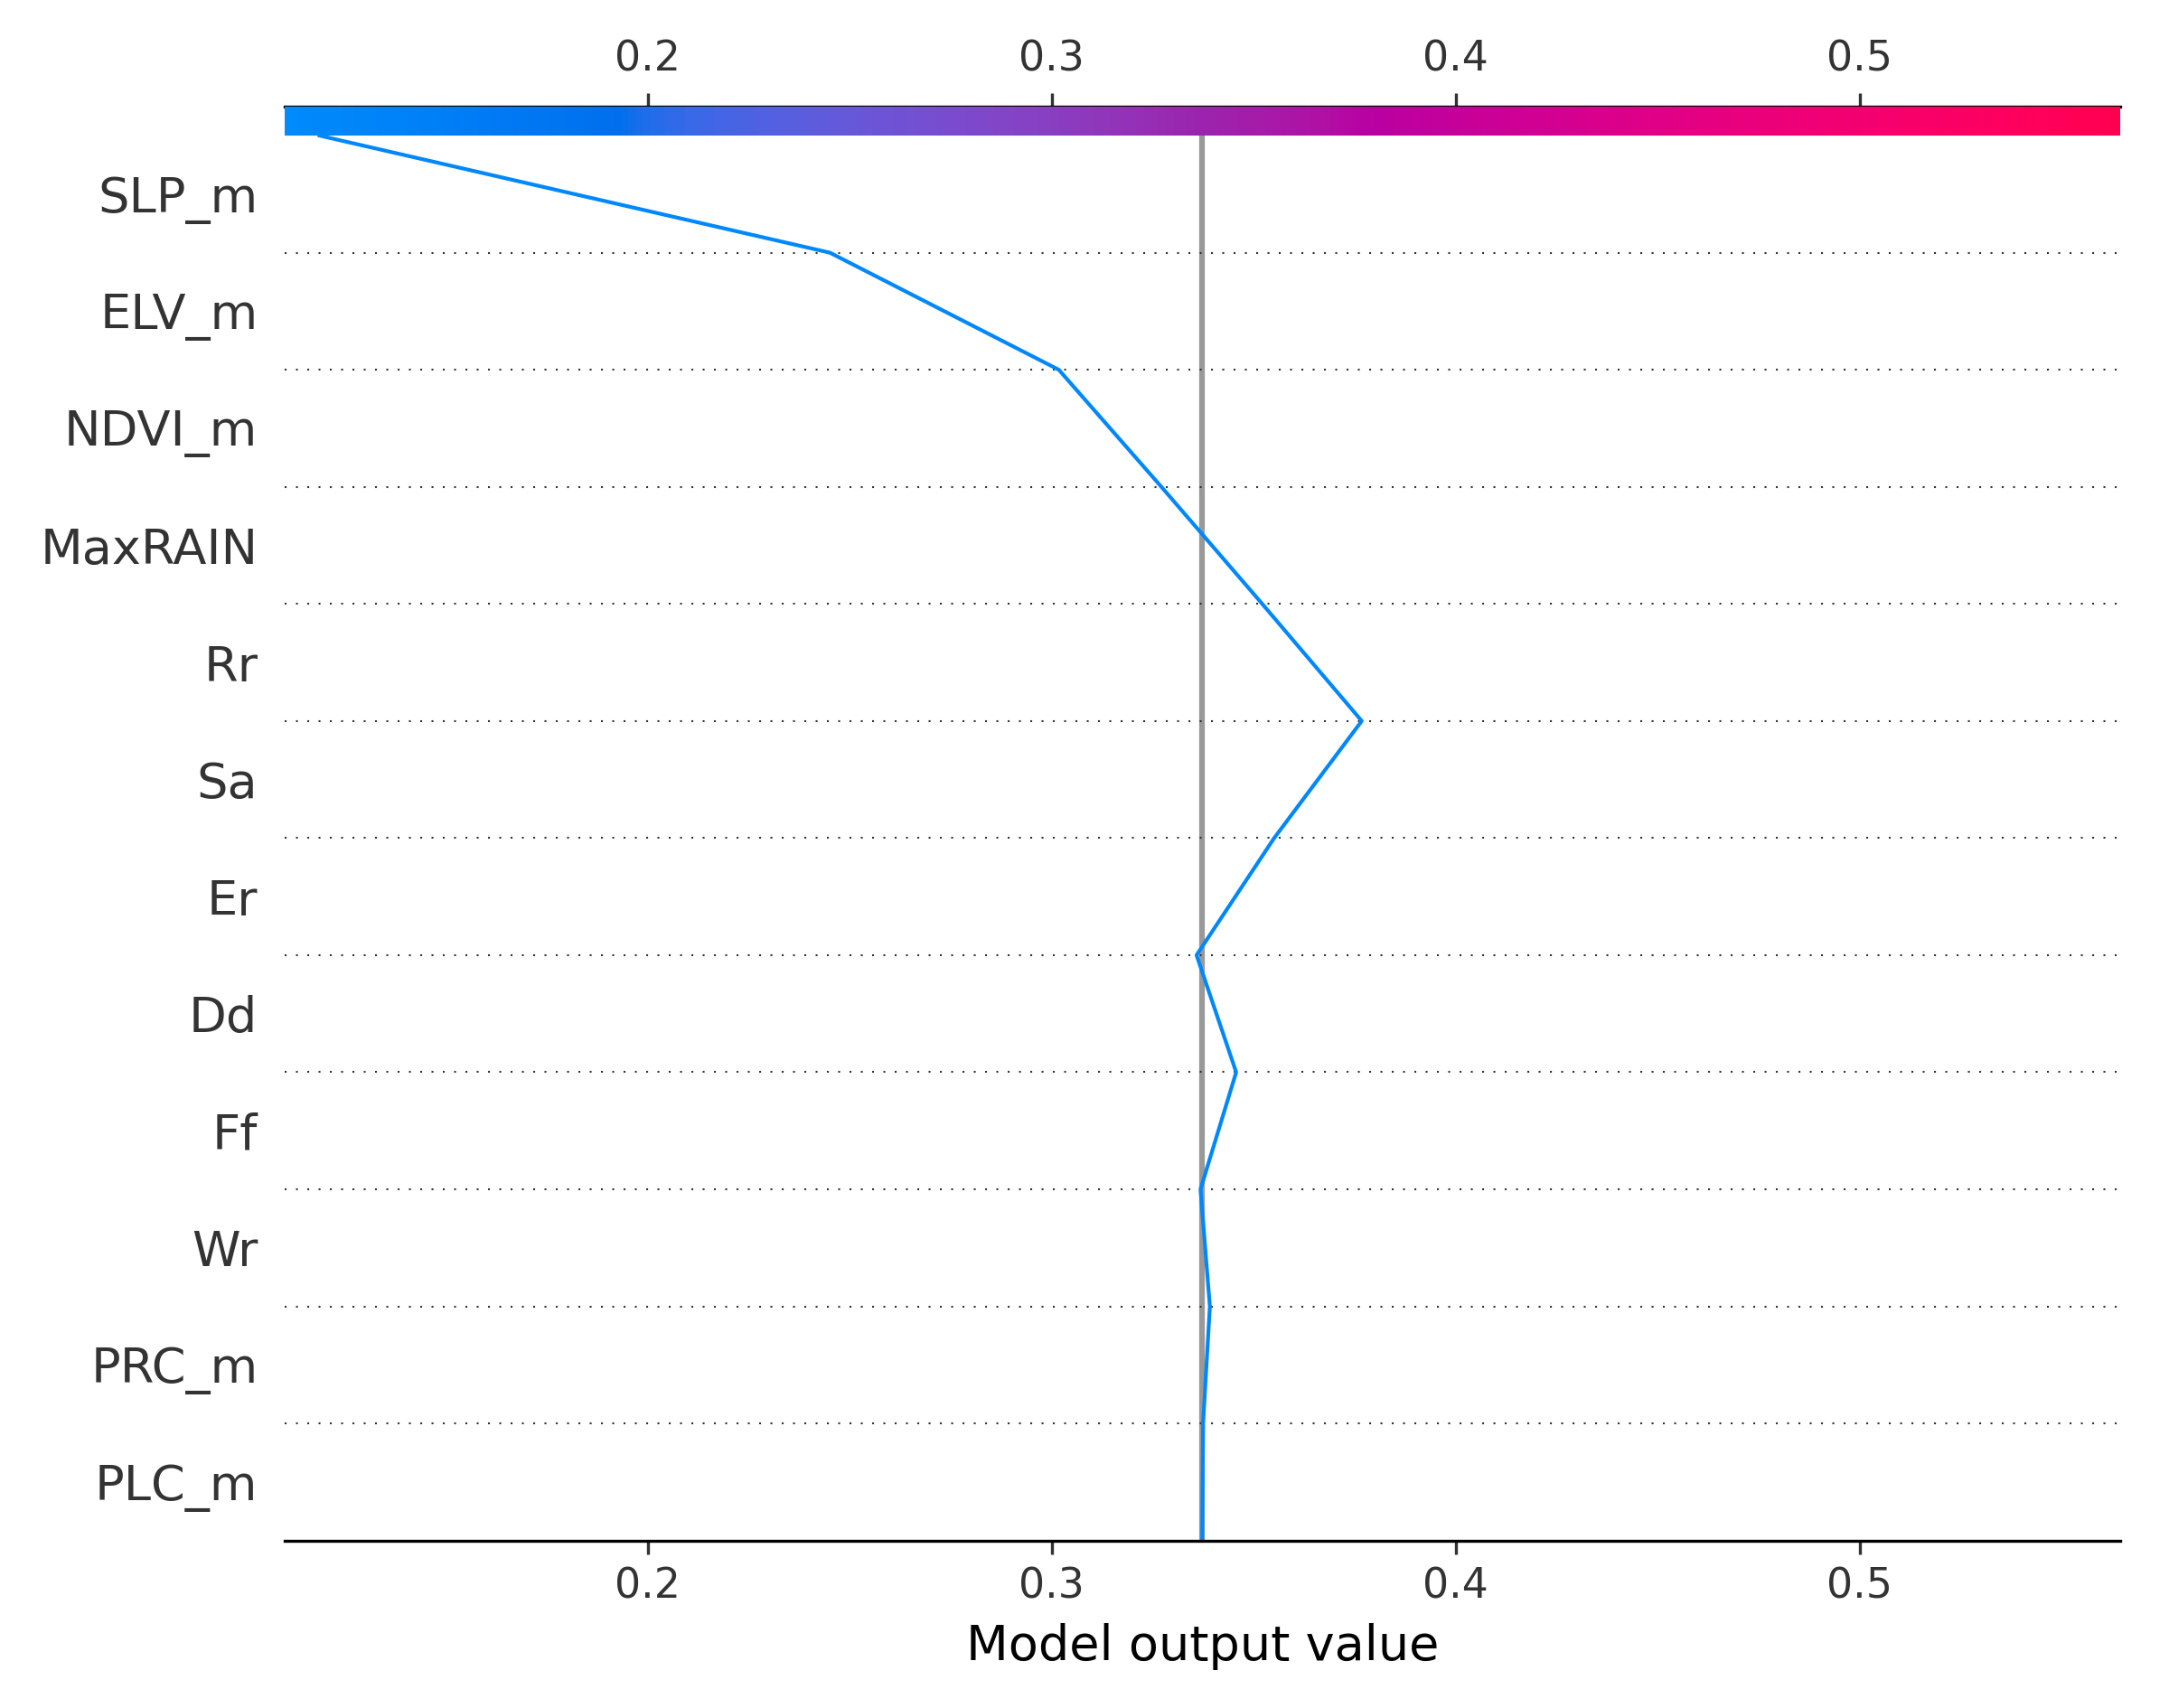 0.2 0.3 0.4 0.5
SLP_m
ELV_m
NDVI_m
MaxRAIN
Rr
Sa
Er
Dd
Ff
Wr
PRC_m
PLC_m
0.2 0.3 0.4 0.5
Model output value